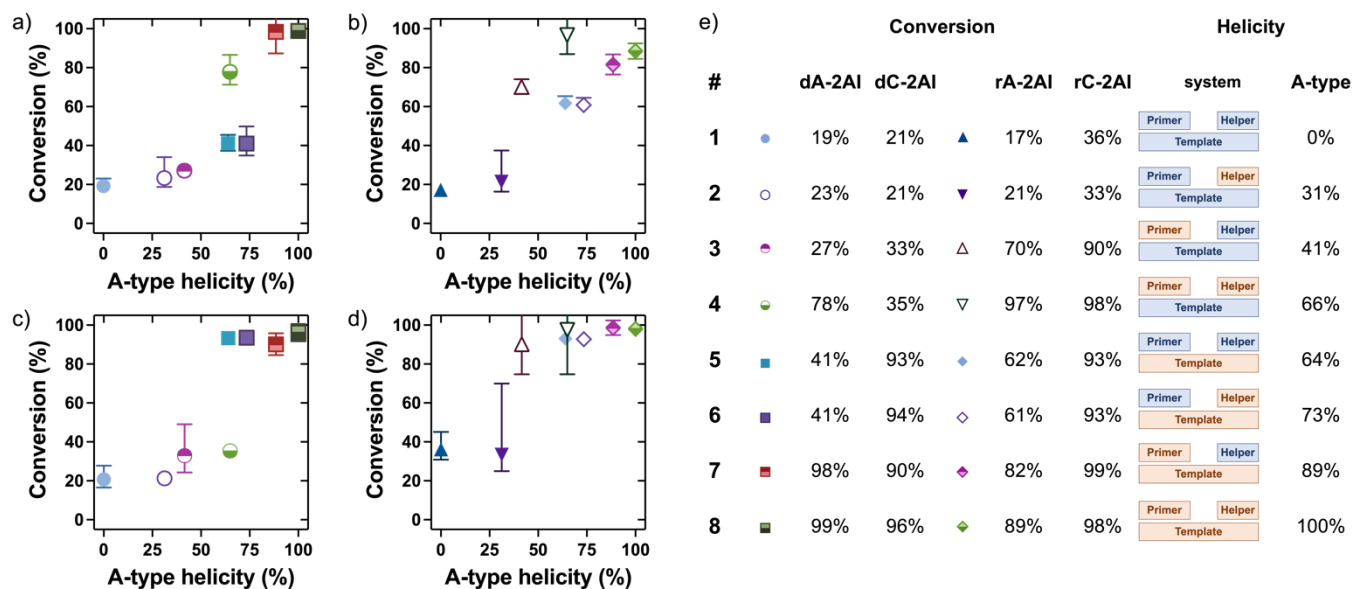 a)
100
80
60
40
20
0
Conversion (%)
0 25 50 75 100
A-type helicity (%)
b)
100
80
60
40
20
0
Conversion (%)
0 25 50 75 100
A-type helicity (%)
c)
100
80
60
40
20
0
Conversion (%)
0 25 50 75 100
A-type helicity (%)
d)
100
80
60
40
20
0
Conversion (%)
0 25 50 75 100
A-type helicity (%)
e)
Conversion Helicity
# dA-2AI dC-2AI rA-2AI rC-2AI system A-type
Primer Helper
1 19% 21% 17% 36% Template 0%
Primer Helper
2 23% 21% 21% 33% Template 31%
Primer Helper
3 27% 33% 70% 90% Template 41%
Primer Helper
4 78% 35% 97% 98% Template 66%
Primer Helper
5 41% 93% 62% 93% Template 64%
Primer Helper
6 41% 94% 61% 93% Template 73%
Primer Helper
7 98% 90% 82% 99% Template 89%
Primer Helper
8 99% 96% 89% 98% Template 100%